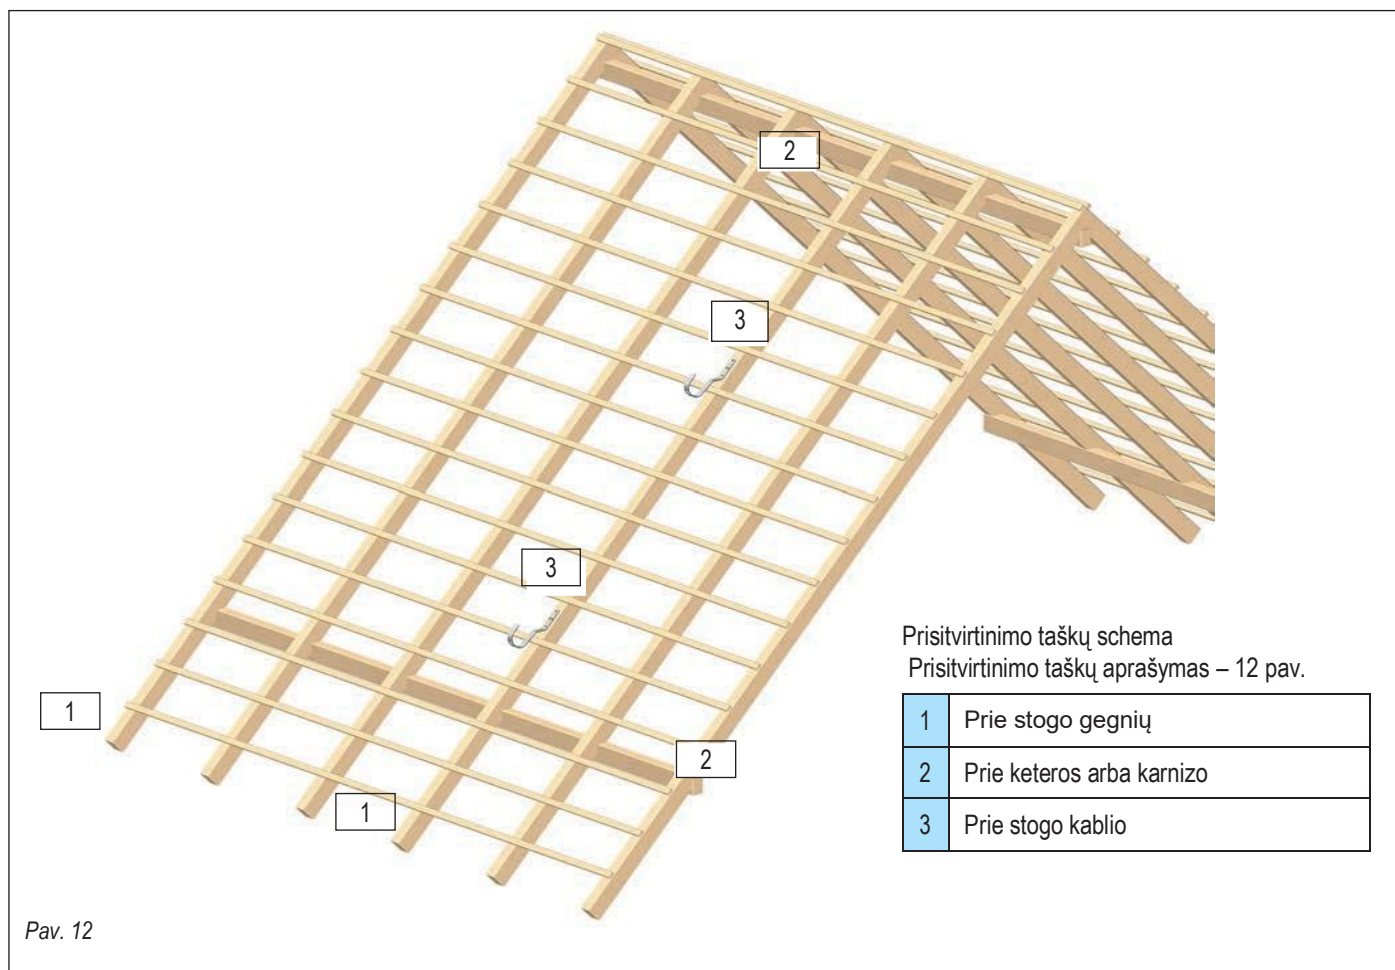 2
3
3
1
2
1
Prisitvirtinimo taškų schema
Prisitvirtinimo taškų aprašymas – 12 pav.
1 Prie stogo gegnių
2 Prie keteros arba karnizo
3 Prie stogo kablio
Pav. 12